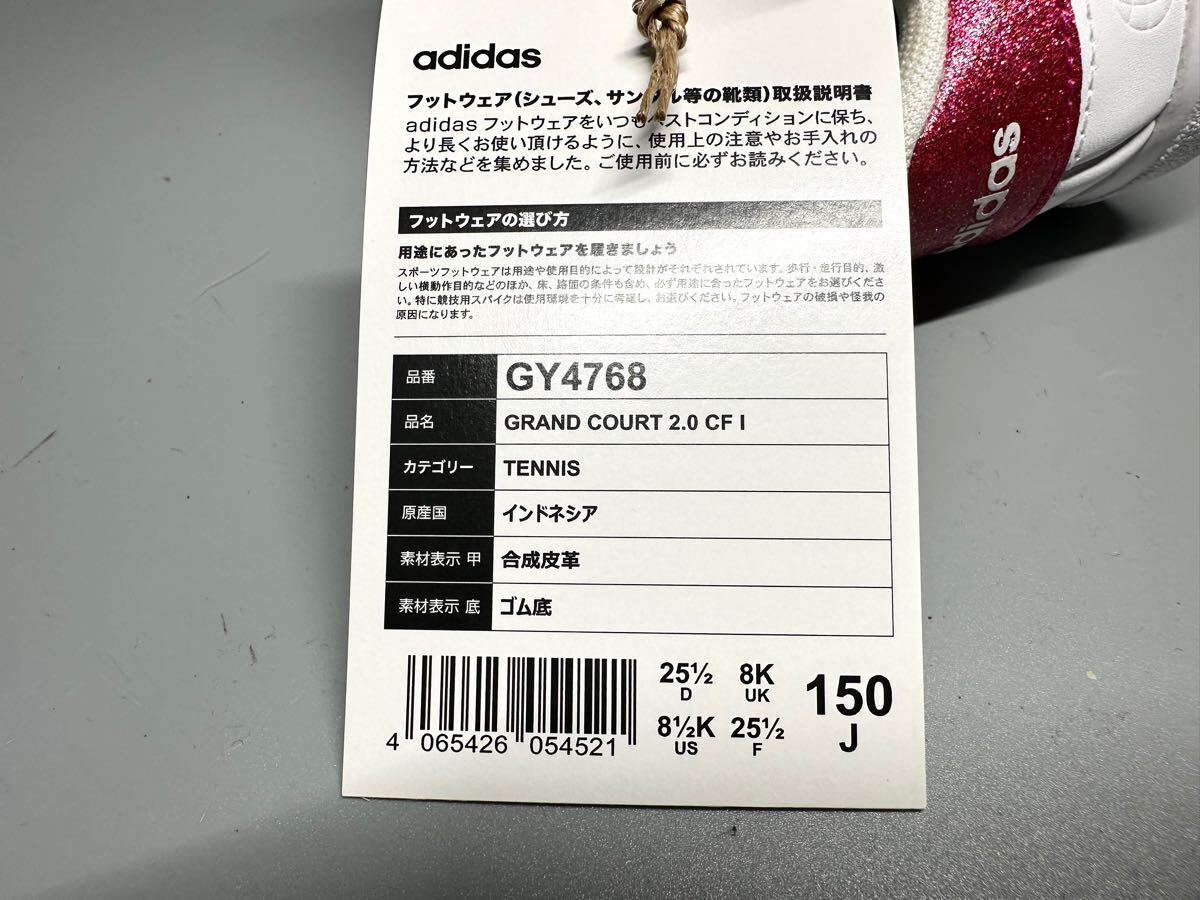 adidas
フットウェア(シューズ、サンダル等の靴類)取扱説明書
adidas フットウェアをいつもベストコンディションに保ち、
より長くお使い頂けるように、使用上の注意やお手入れの
方法などを集めました。ご使用前に必ずお読みください。
フットウェアの選び方
用途にあったフットウェアを履きましょう
スポーツフットウェアは用途や使用目的によって設計がそれぞれされています。歩行・走行目的、激
しい横動作目的などのほか、床、路面の条件も含め、必ず用途に合ったフットウェアをお選びくださ
い。特に競技用スパイクは使用環境を十分に考慮し、お選びください。フットウェアの破損や怪我の
原因になります。
品番 GY4768
品名 GRAND COURT 2.0 CF I
カテゴリー TENNIS
原産国 インドネシア
素材表示 甲 合成皮革
素材表示 底 ゴム底
4 065426 054521
25½ 8K
D UK
8½K 25½
US F
150
J
adidas